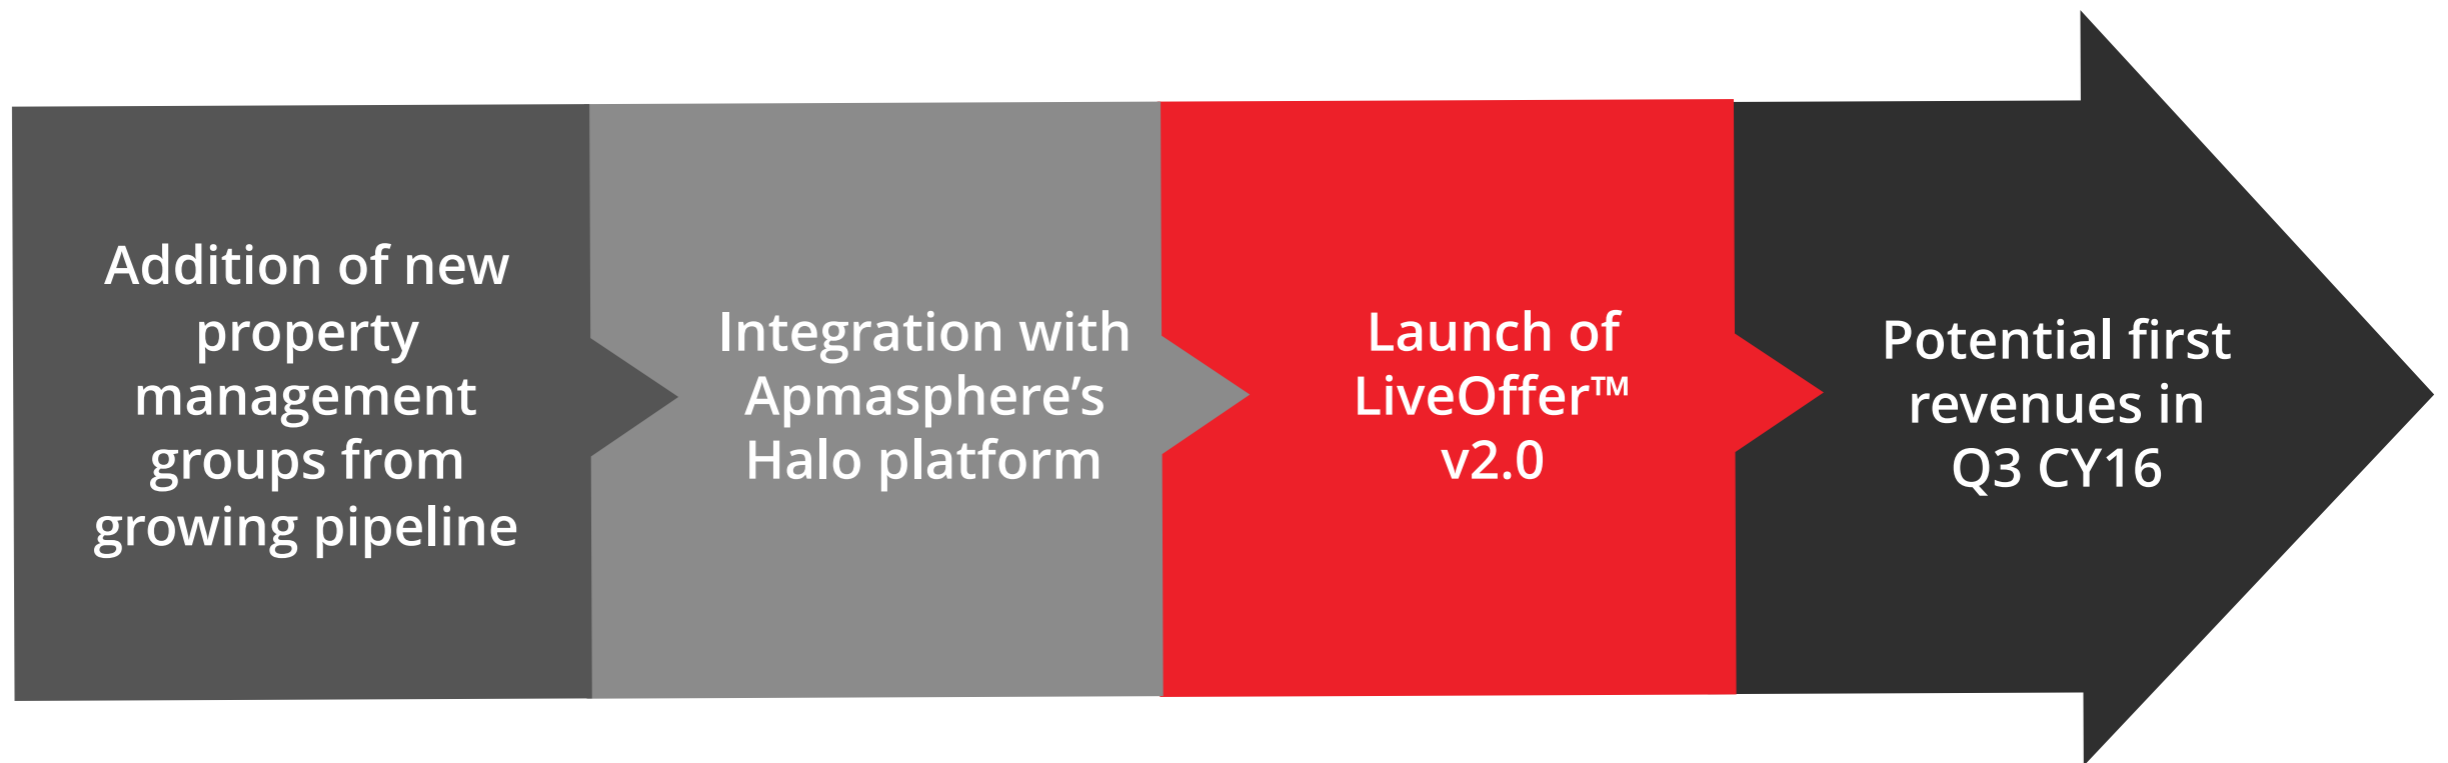 Addition of new
property
management
groups from
growing pipeline
Integration with
Apmasphere’s
Halo platform
Launch of
LiveOffer™
v2.0
Potential first
revenues in
Q3 CY16